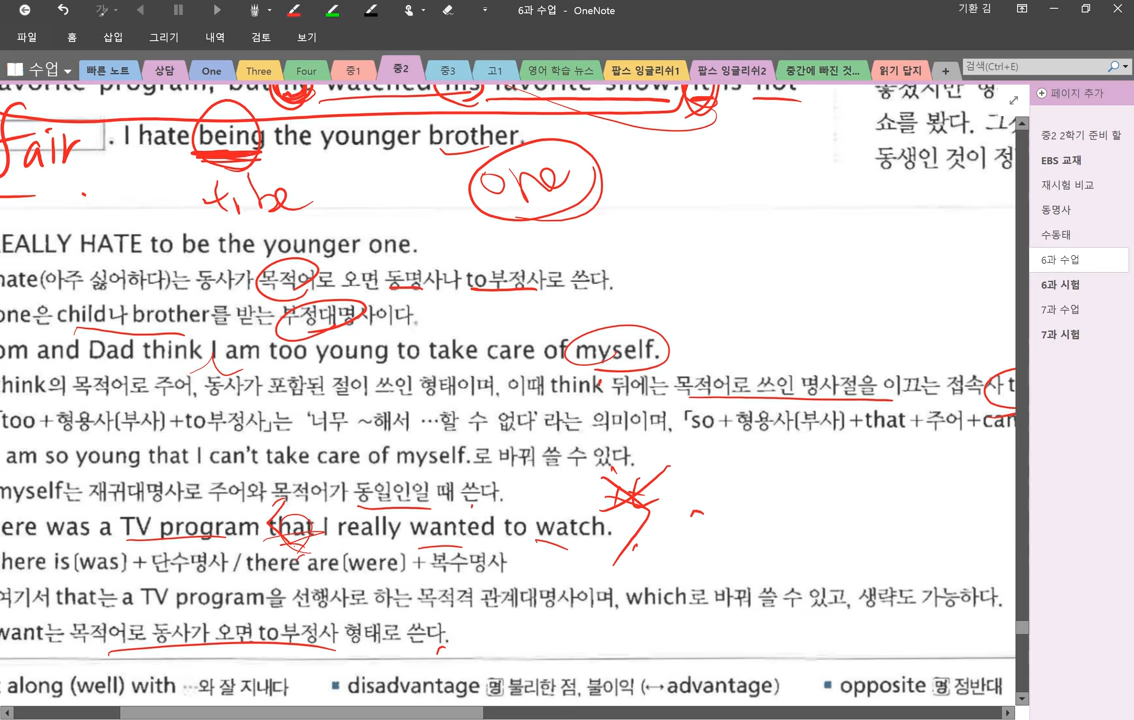 6과 수업 - OneNote
기환 김
파일 홈 삽입 그리기 내역 검토 보기
수업 빠른 노트 상담 One Three Four 중1 중2 중3 고1 영어 학습 뉴스 팝스 잉글리쉬1 팝스 잉글리쉬2 중간에 빠진 것... 읽기 답지 + 검색(Ctrl+E)
페이지 추가
중2 2학기 준비 할
EBS 교재
재시험 비교
동명사
수동태
6과 수업
6과 시험
7과 수업
7과 시험
favorite program, but he watched his favorite show. It is not
fair . I hate being the younger brother.
to be one
놓쳤지만 형
쇼를 봤다. 그
동생인 것이 정
REALLY HATE to be the younger one.
hate(아주 싫어하다)는 동사가 목적어로 오면 동명사나 to부정사로 쓴다.
one은 child나 brother를 받는 부정대명사이다.
om and Dad think I am too young to take care of myself.
think의 목적어로 주어, 동사가 포함된 절이 쓰인 형태이며, 이때 think 뒤에는 목적어로 쓰인 명사절을 이끄는 접속사 t
「too+형용사(부사)+to부정사」는 ‘너무 ~해서 …할 수 없다’라는 의미이며, 「so+형용사(부사)+that+주어+can
am so young that I can't take care of myself.로 바꿔 쓸 수 있다.
myself는 재귀대명사로 주어와 목적어가 동일인일 때 쓴다.
ere was a TV program that I really wanted to watch.
here is(was)+단수명사 / there are(were)+복수명사
여기서 that는 a TV program을 선행사로 하는 목적격 관계대명사이며, which로 바꿔 쓸 수 있고, 생략도 가능하다.
want는 목적어로 동사가 오면 to부정사 형태로 쓴다.
along (well) with …와 잘 지내다 ▪ disadvantage 명 불리한 점, 불이익 (↔advantage) ▪ opposite 명 정반대